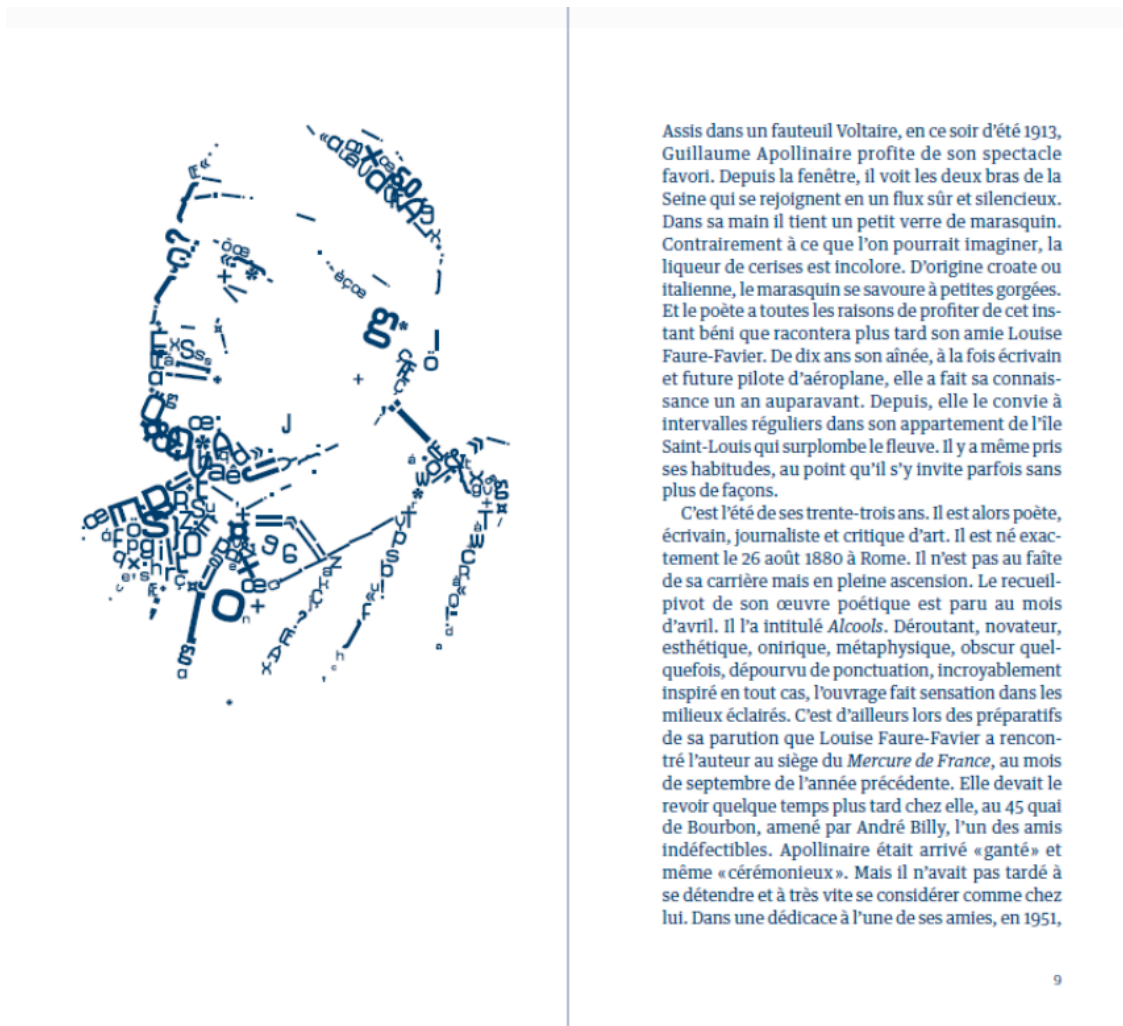 Assis dans un fauteuil Voltaire, en ce soir d’été 1913,
Guillaume Apollinaire profite de son spectacle
favori. Depuis la fenêtre, il voit les deux bras de la
Seine qui se rejoignent en un flux sûr et silencieux.
Dans sa main il tient un petit verre de marasquin.
Contrairement à ce que l’on pourrait imaginer, la
liqueur de cerises est incolore. D’origine croate ou
italienne, le marasquin se savoure à petites gorgées.
Et le poète a toutes les raisons de profiter de cet ins-
tant béni que racontera plus tard son amie Louise
Faure-Favier. De dix ans son aînée, à la fois écrivain
et future pilote d’aéroplane, elle a fait sa connais-
sance un an auparavant. Depuis, elle le convie à
intervalles réguliers dans son appartement de l’île
Saint-Louis qui surplombe le fleuve. Il y a même pris
ses habitudes, au point qu’il s’y invite parfois sans
plus de façons.
C’est l’été de ses trente-trois ans. Il est alors poète,
écrivain, journaliste et critique d’art. Il est né exac-
tement le 26 août 1880 à Rome. Il n’est pas au faîte
de sa carrière mais en pleine ascension. Le recueil-
pivot de son œuvre poétique est paru au mois
d’avril. Il l’a intitulé Alcools. Déroutant, novateur,
esthétique, onirique, métaphysique, obscur quel-
quefois, dépourvu de ponctuation, incroyablement
inspiré en tout cas, l’ouvrage fait sensation dans les
milieux éclairés. C’est d’ailleurs lors des préparatifs
de sa parution que Louise Faure-Favier a rencon-
tré l’auteur au siège du Mercure de France, au mois
de septembre de l’année précédente. Elle devait le
revoir quelque temps plus tard chez elle, au 45 quai
de Bourbon, amené par André Billy, l’un des amis
indéfectibles. Apollinaire était arrivé «ganté» et
même «cérémonieux». Mais il n’avait pas tardé à
se détendre et à très vite se considérer comme chez
lui. Dans une dédicace à l’une de ses amies, en 1951,
9